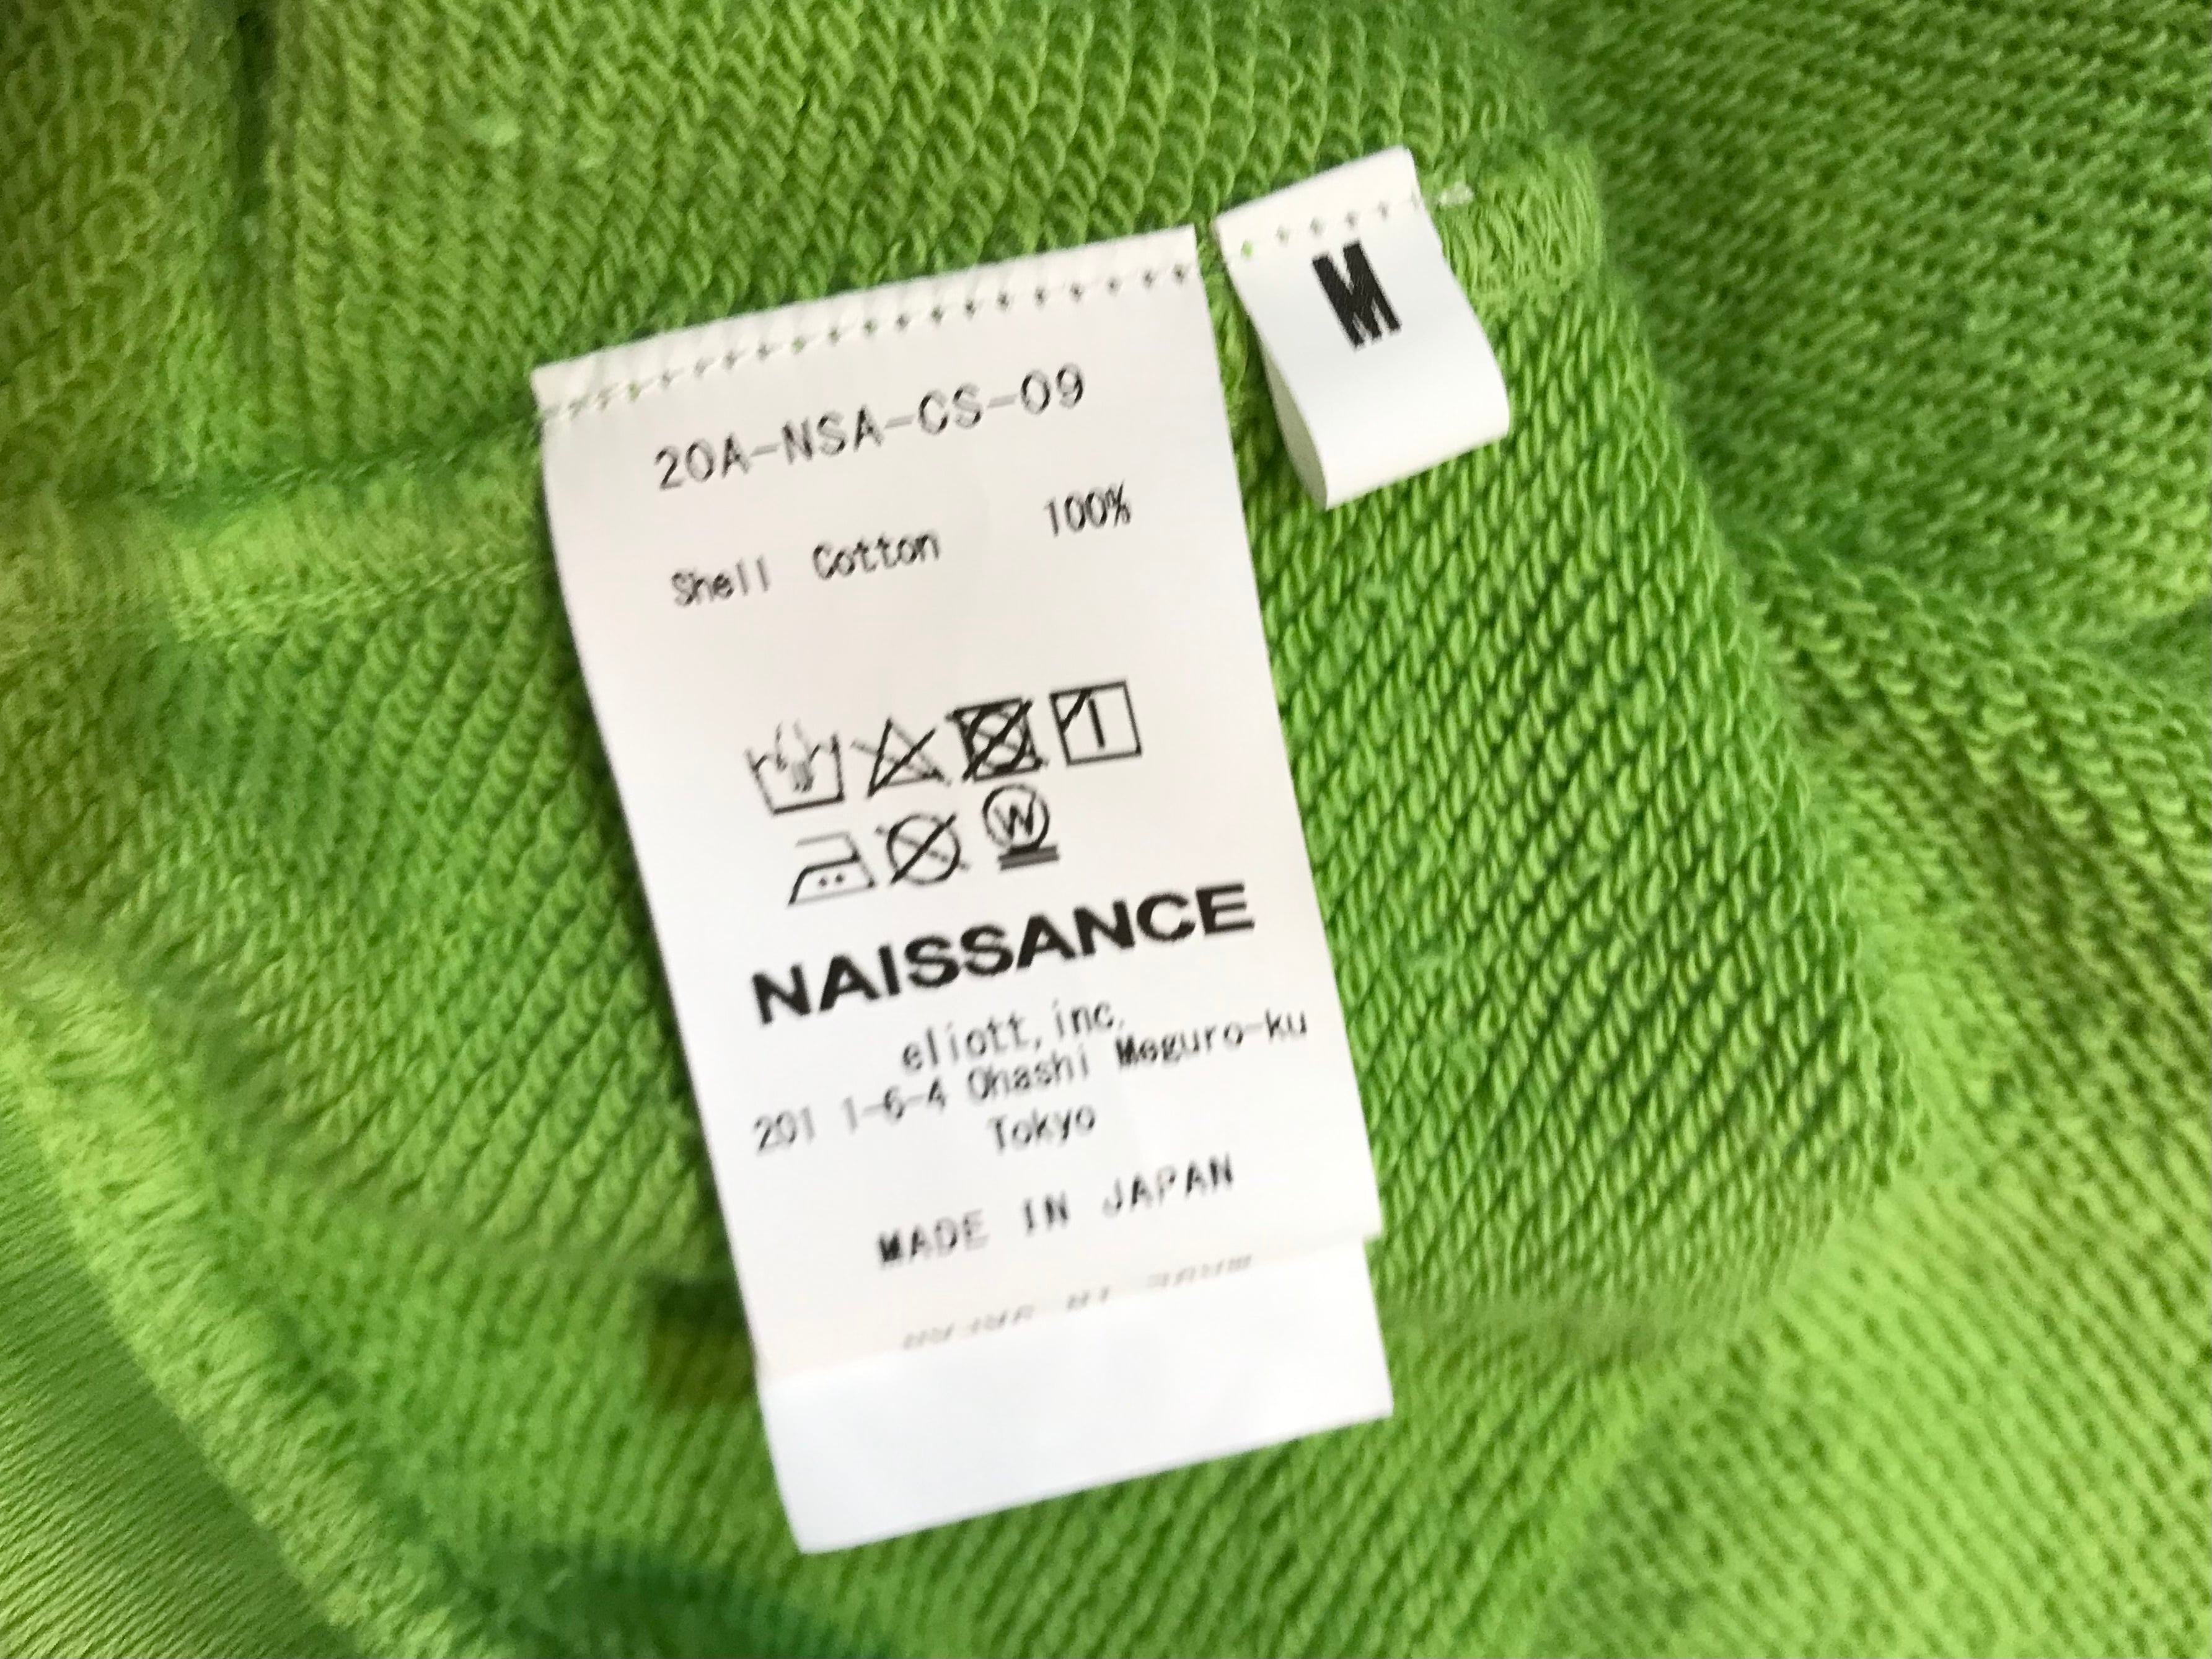 M
20A-NSA-CS-09
Shell Cotton 100%
W
NAISSANCE
eliott,inc.
201 1-6-4 Ohashi Meguro-ku
Tokyo
MADE IN JAPAN